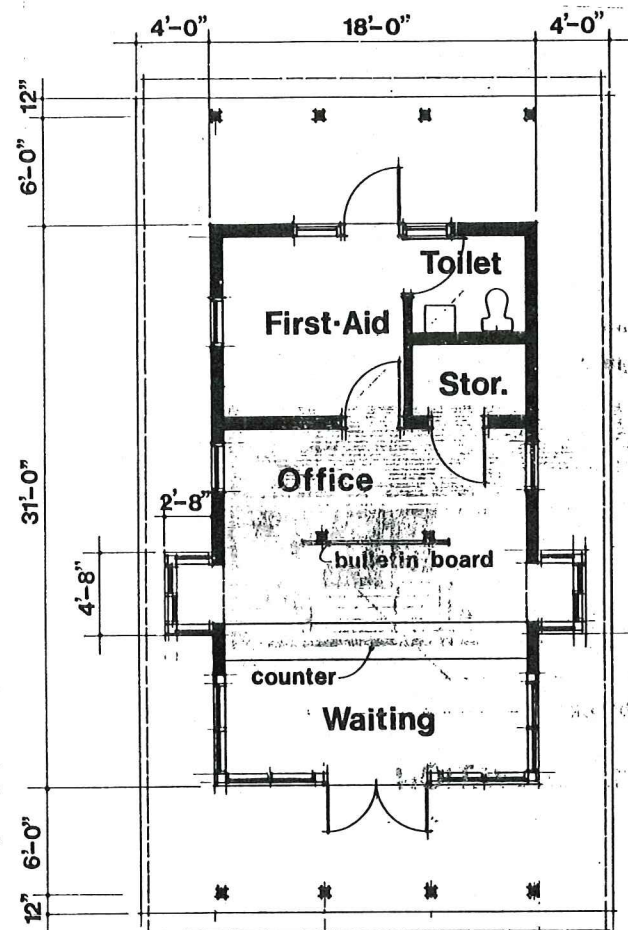 4'-0"
18'-0"
4'-0"
12"
6'-0"
Toilet
First·Aid
Stor.
Office
31'-0"
2'-8"
bulletin board
4'-8"
counter
Waiting
6'-0"
12"